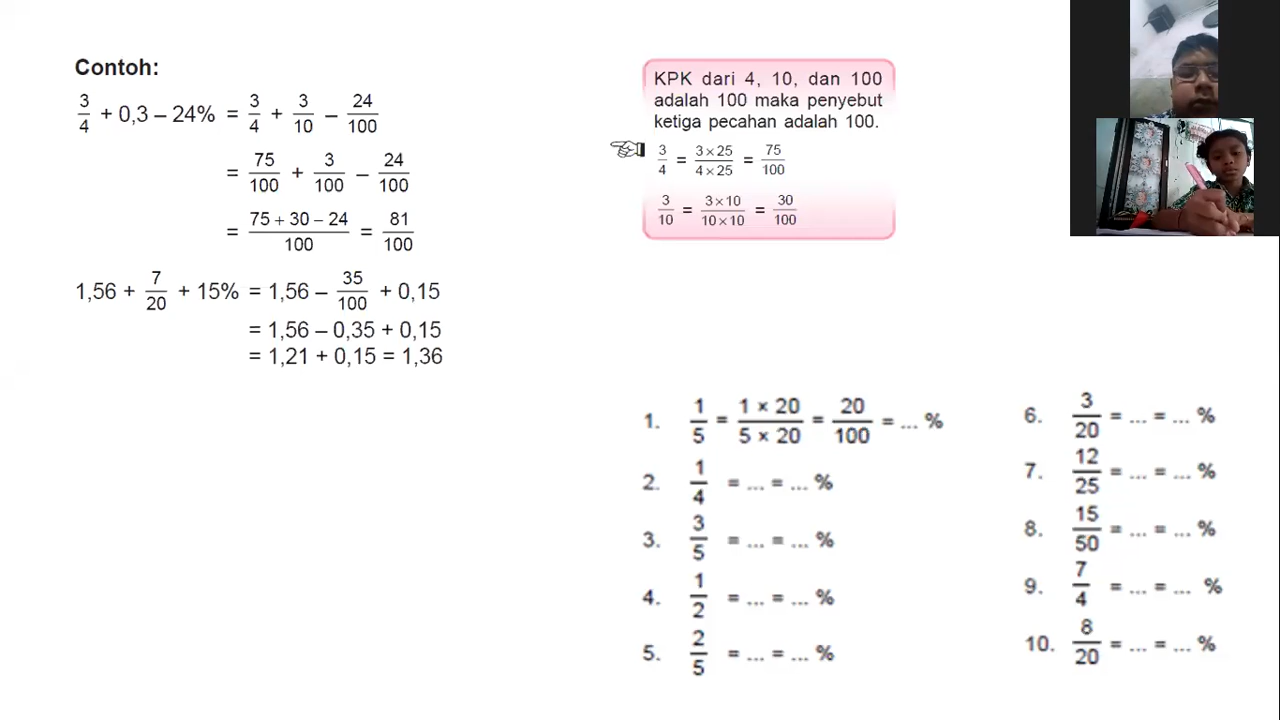 Contoh:
3/4 + 0,3 – 24% = 3/4 + 3/10 – 24/100
= 75/100 + 3/100 – 24/100
= (75 + 30 – 24)/100 = 81/100
1,56 + 7/20 + 15% = 1,56 – 35/100 + 0,15
= 1,56 – 0,35 + 0,15
= 1,21 + 0,15 = 1,36
KPK dari 4, 10, dan 100
adalah 100 maka penyebut
ketiga pecahan adalah 100.
3/4 = (3 × 25)/(4 × 25) = 75/100
3/10 = (3 × 10)/(10 × 10) = 30/100
1. 1/5 = (1 × 20)/(5 × 20) = 20/100 = ... %
2. 1/4 = ... = ... %
3. 3/5 = ... = ... %
4. 1/2 = ... = ... %
5. 2/5 = ... = ... %
6. 3/20 = ... = ... %
7. 12/25 = ... = ... %
8. 15/50 = ... = ... %
9. 7/4 = ... = ... %
10. 8/20 = ... = ... %